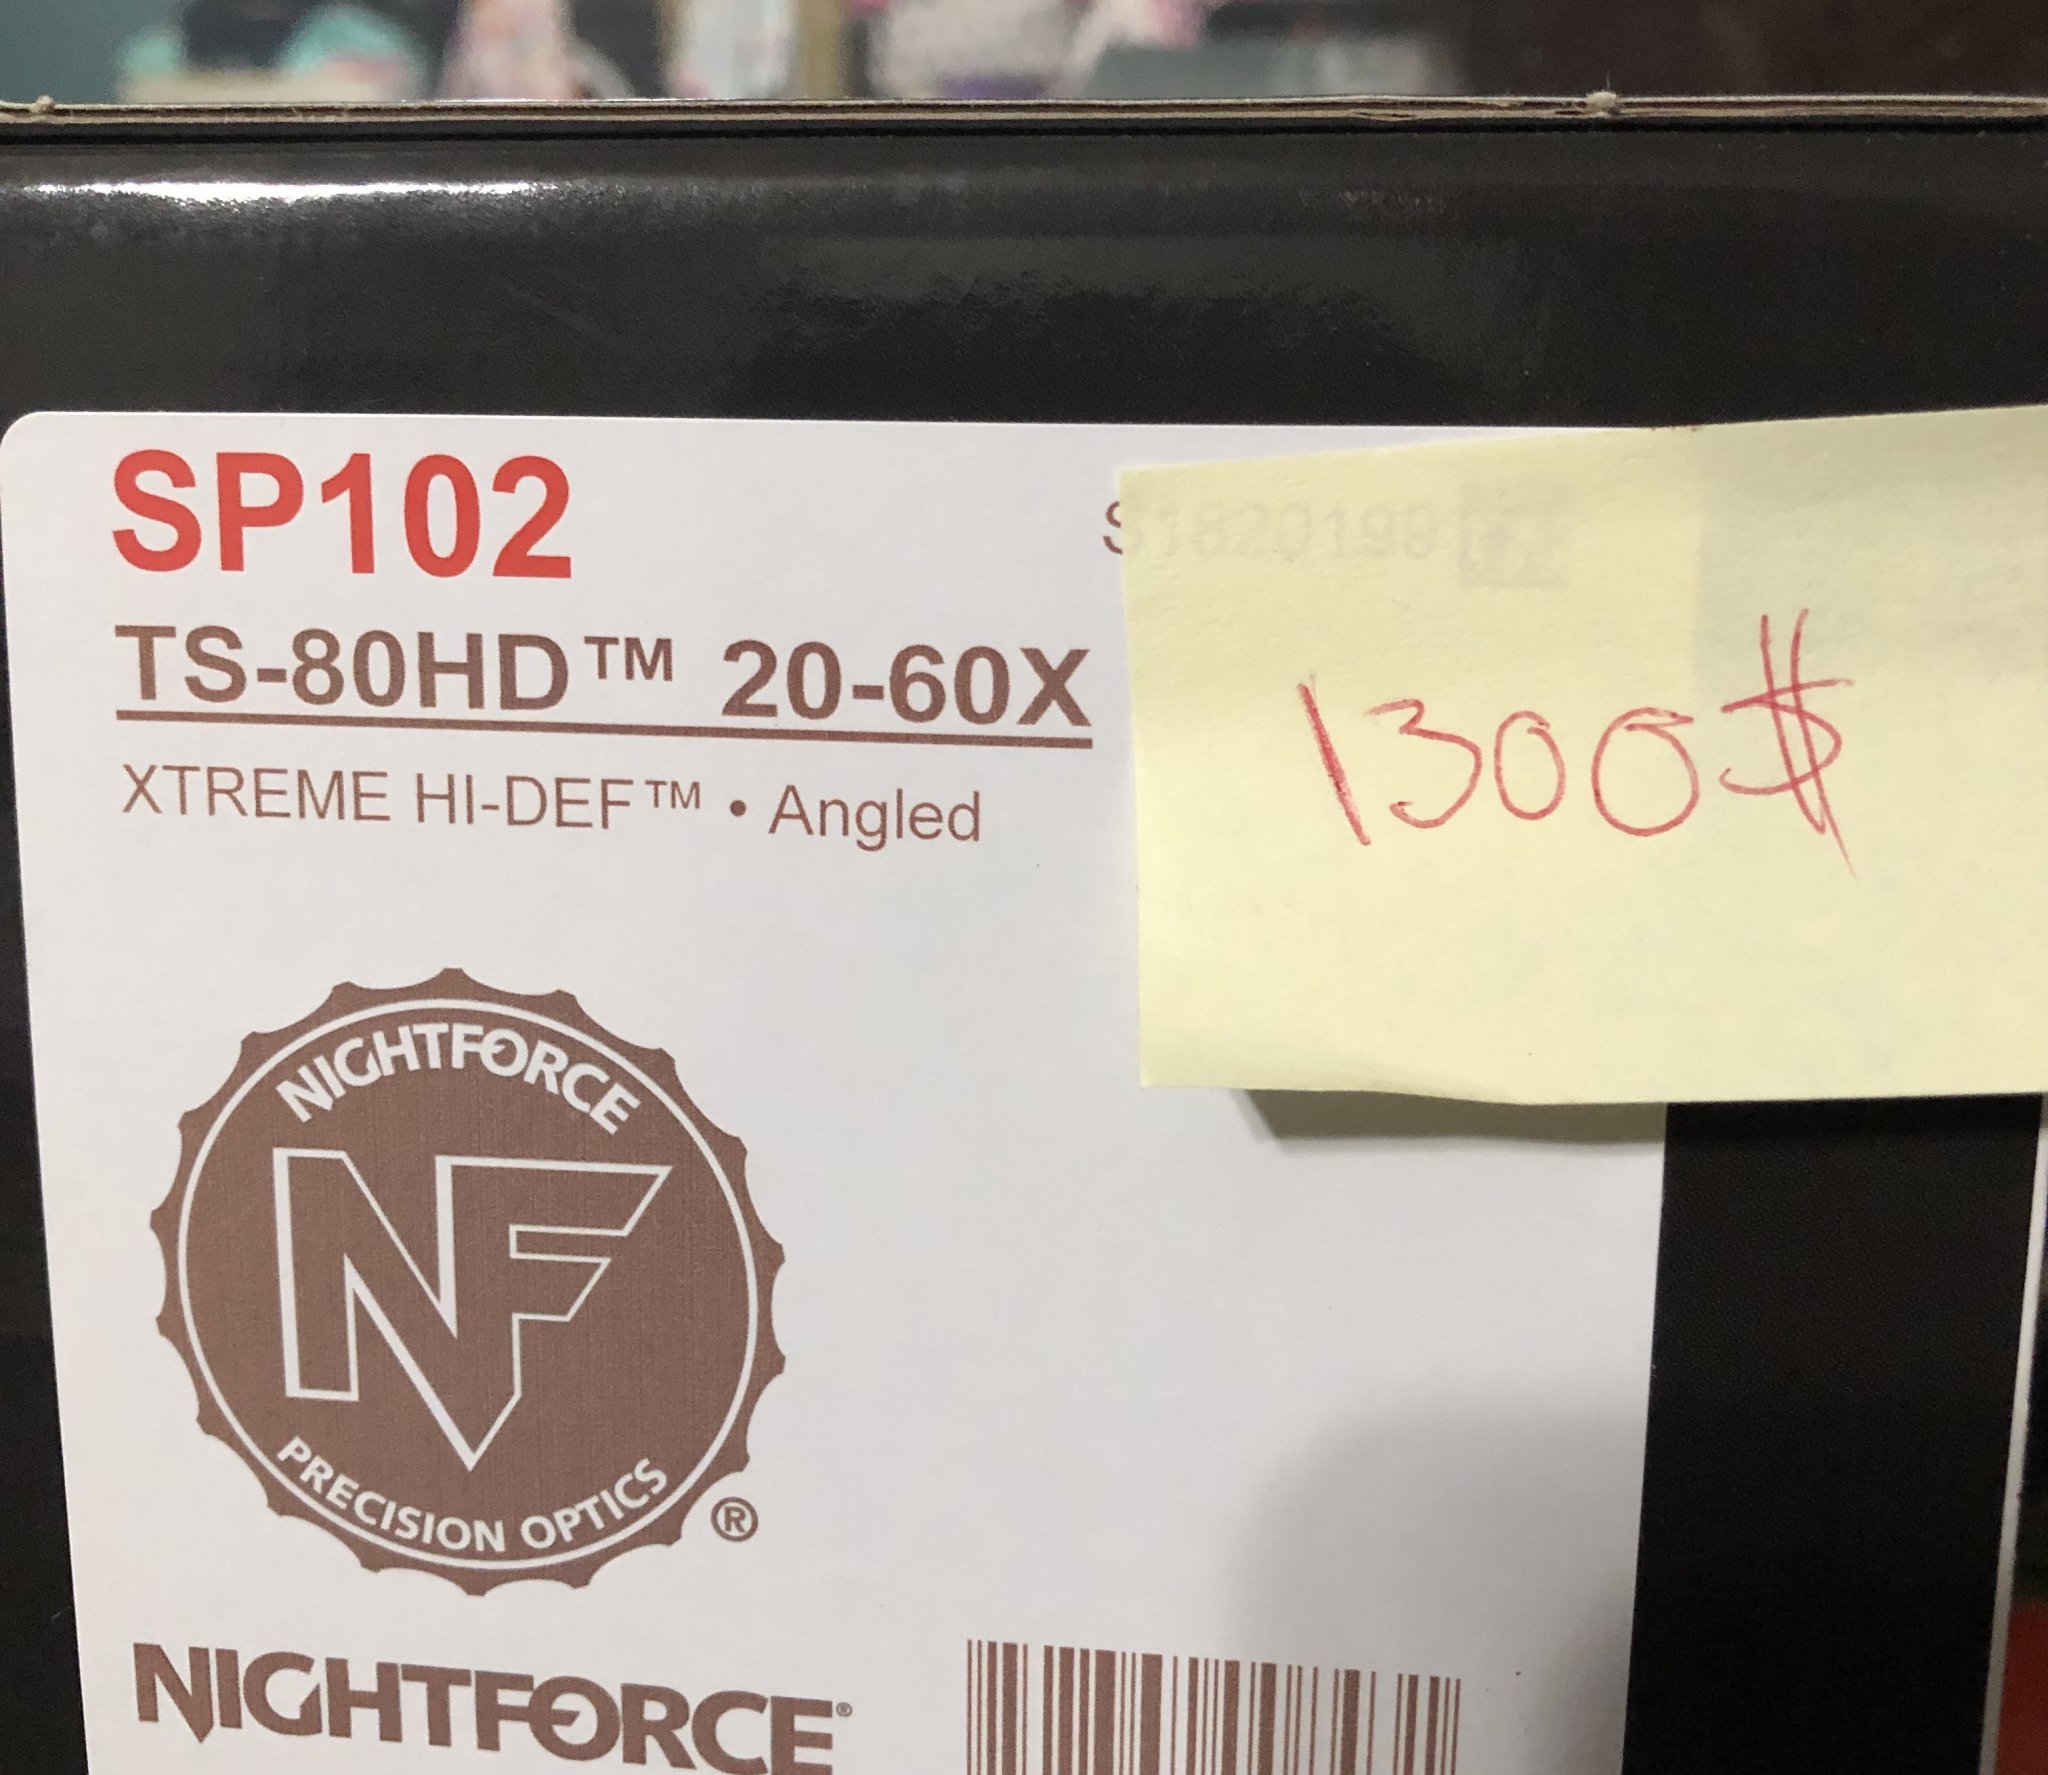 SP102
TS-80HD™ 20-60X
XTREME HI-DEF™ • Angled
1300$
NIGHTFORCE
NF
PRECISION OPTICS
®
NIGHTFORCE®